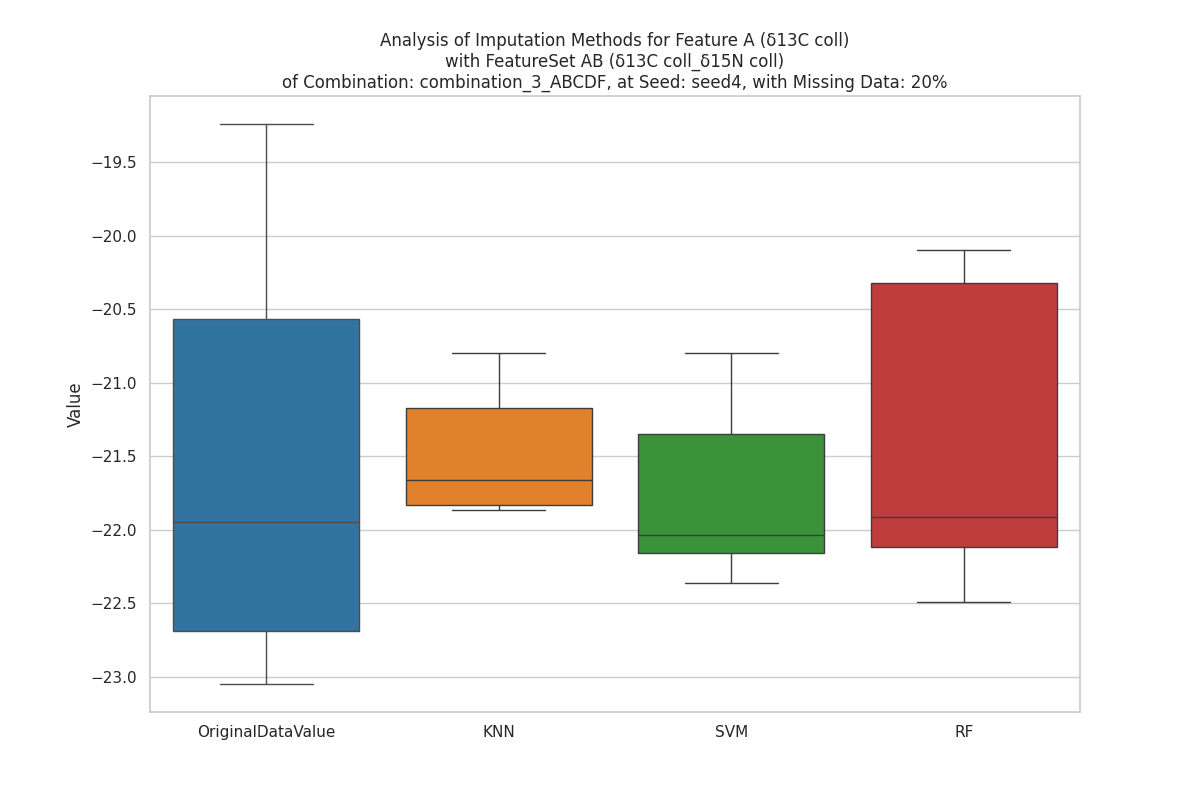 Analysis of Imputation Methods for Feature A (δ13C coll)
with FeatureSet AB (δ13C coll_δ15N coll)
of Combination: combination_3_ABCDF, at Seed: seed4, with Missing Data: 20%
Value
−19.5
−20.0
−20.5
−21.0
−21.5
−22.0
−22.5
−23.0
OriginalDataValue
KNN
SVM
RF